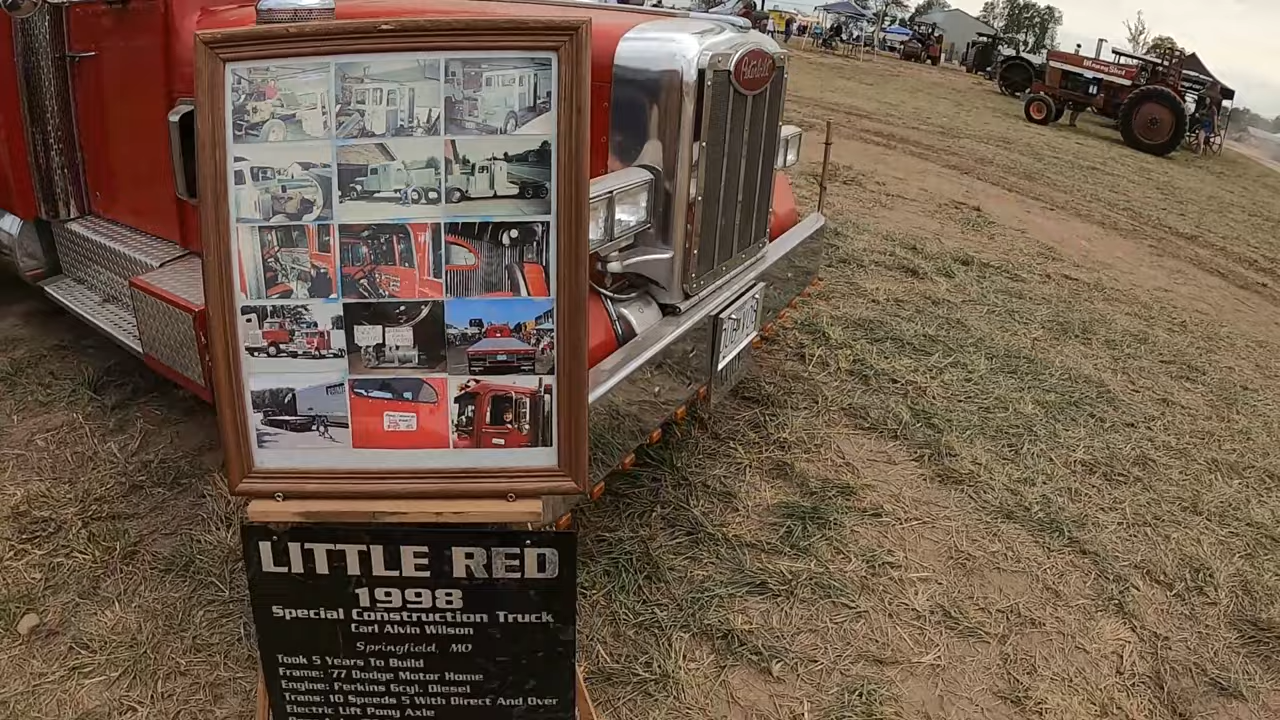 Peterbilt
LITTLE RED
1998
Special Construction Truck
Carl Alvin Wilson
Springfield, MO
Took 5 Years To Build
Frame: '77 Dodge Motor Home
Engine: Perkins 6cyl. Diesel
Trans: 10 Speeds 5 With Direct And Over
Electric Lift Pony Axle